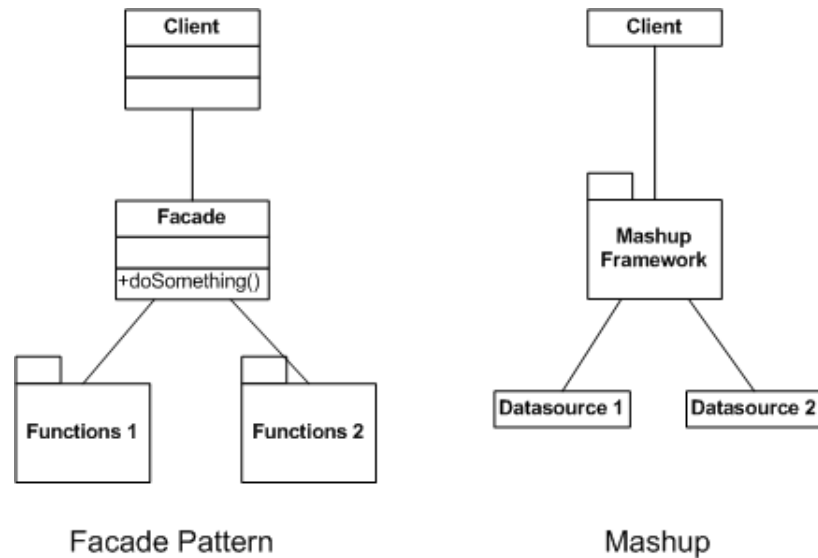 Client
Facade
+doSomething()
Functions 1
Functions 2
Facade Pattern
Client
Mashup
Framework
Datasource 1
Datasource 2
Mashup